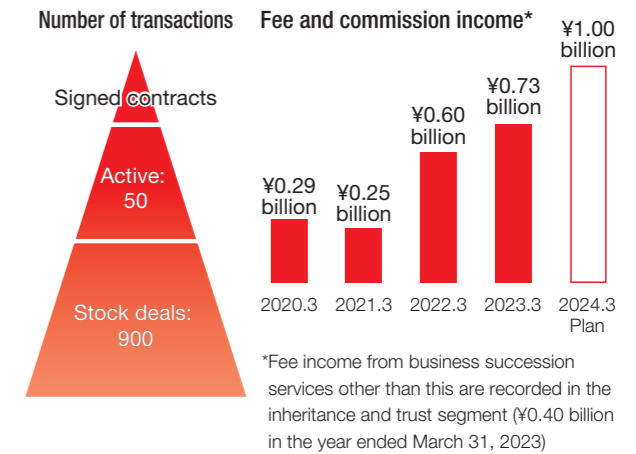 Number of transactions
Signed contracts
Active:
50
Stock deals:
900
Fee and commission income*
¥0.29
billion
¥0.25
billion
¥0.60
billion
¥0.73
billion
¥1.00
billion
2020.3
2021.3
2022.3
2023.3
2024.3
Plan
*Fee income from business succession
services other than this are recorded in the
inheritance and trust segment (¥0.40 billion
in the year ended March 31, 2023)